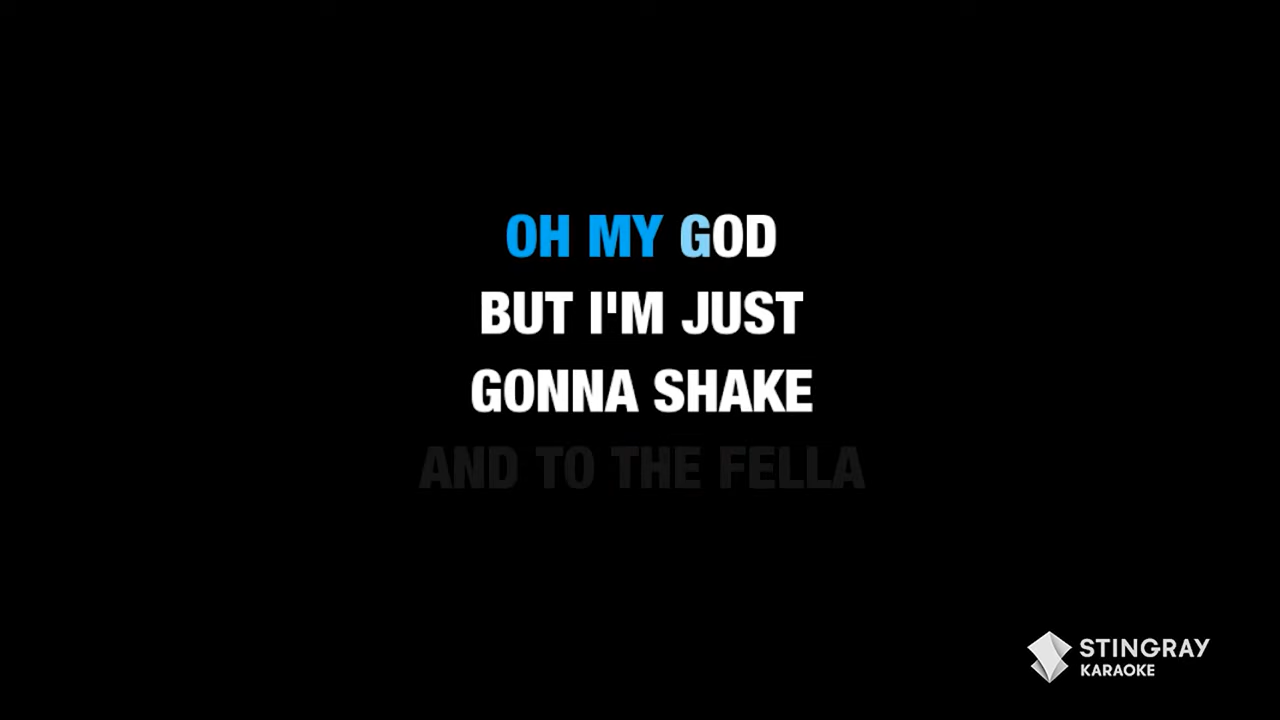 OH MY GOD
BUT I'M JUST
GONNA SHAKE
AND TO THE FELLA
STINGRAY
KARAOKE